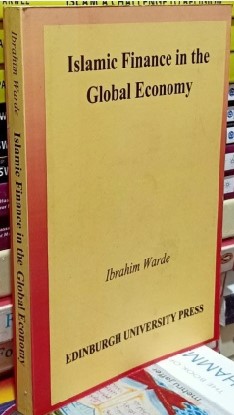 Islamic Finance in the
Global Economy
Ibrahim Warde
EDINBURGH UNIVERSITY PRESS
Ibrahim Warde Islamic Finance in the Global Economy